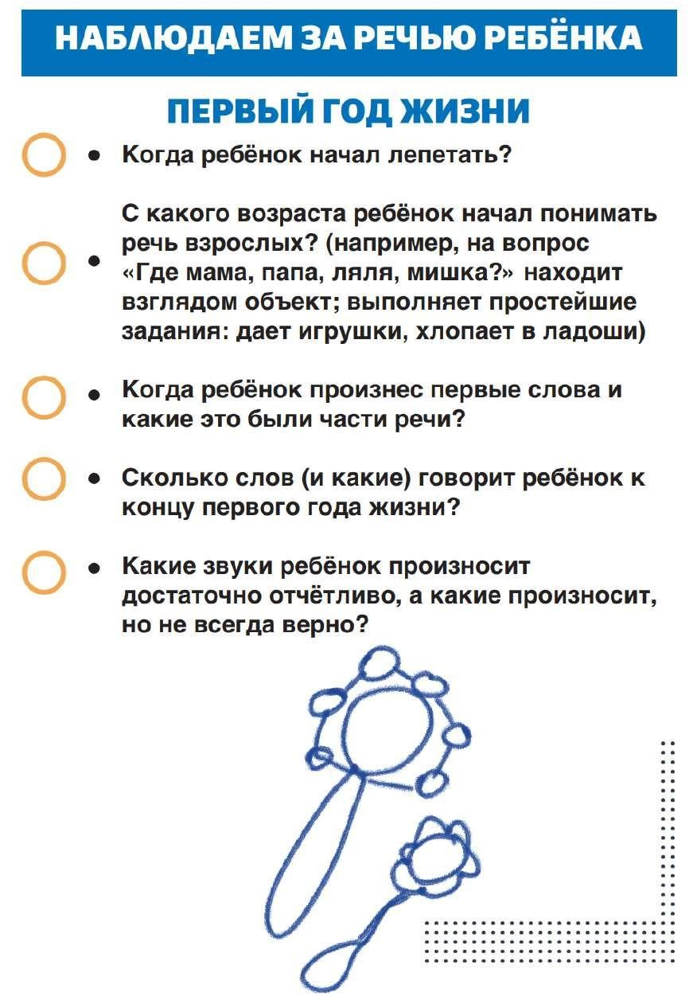 НАБЛЮДАЕМ ЗА РЕЧЬЮ РЕБЁНКА
ПЕРВЫЙ ГОД ЖИЗНИ
• Когда ребёнок начал лепетать?
С какого возраста ребёнок начал понимать
• речь взрослых? (например, на вопрос
«Где мама, папа, ляля, мишка?» находит
взглядом объект; выполняет простейшие
задания: дает игрушки, хлопает в ладоши)
• Когда ребёнок произнес первые слова и
какие это были части речи?
• Сколько слов (и какие) говорит ребёнок к
концу первого года жизни?
• Какие звуки ребёнок произносит
достаточно отчётливо, а какие произносит,
но не всегда верно?